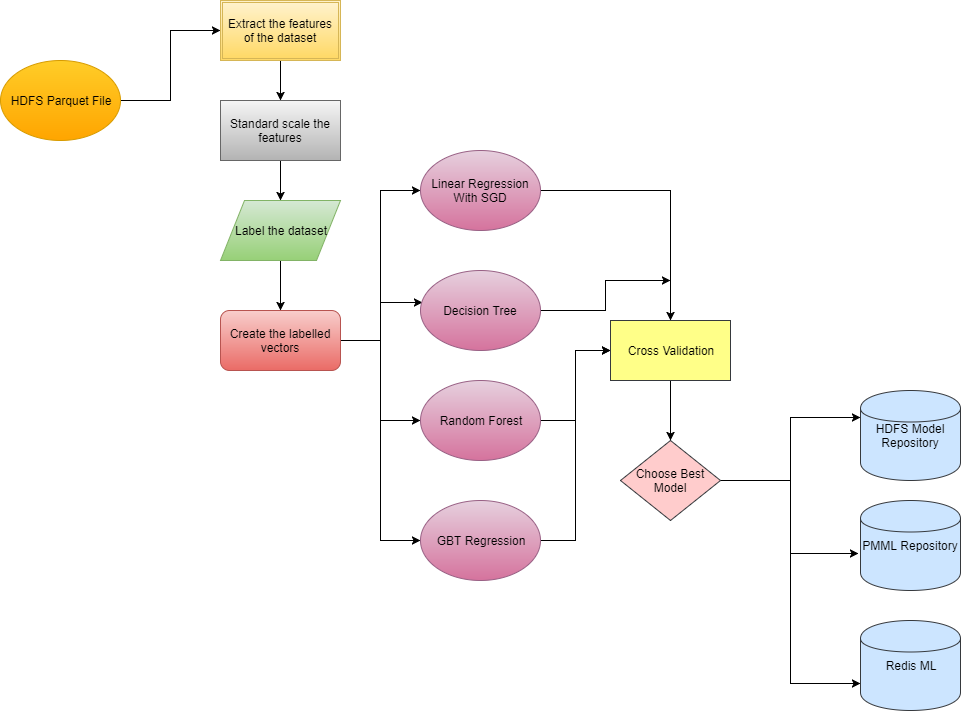 Extract the features
of the dataset
HDFS Parquet File
Standard scale the
features
Label the dataset
Create the labelled
vectors
Linear Regression
With SGD
Decision Tree
Random Forest
GBT Regression
Cross Validation
Choose Best
Model
HDFS Model
Repository
PMML Repository
Redis ML